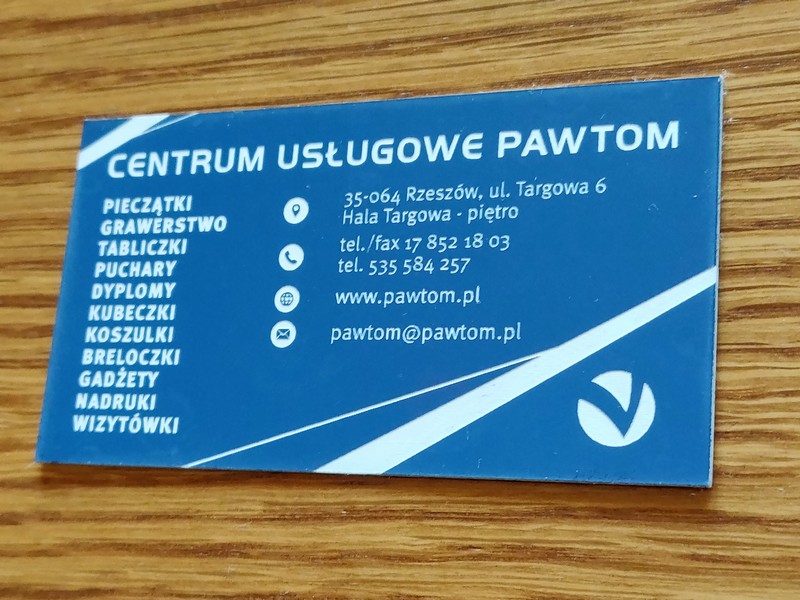 CENTRUM USŁUGOWE PAWTOM
PIECZĄTKI
GRAWERSTWO
TABLICZKI
PUCHARY
DYPLOMY
KUBECZKI
KOSZULKI
BRELOCZKI
GADŻETY
NADRUKI
WIZYTÓWKI
35-064 Rzeszów, ul. Targowa 6
Hala Targowa - piętro
tel./fax 17 852 18 03
tel. 535 584 257
www.pawtom.pl
pawtom@pawtom.pl